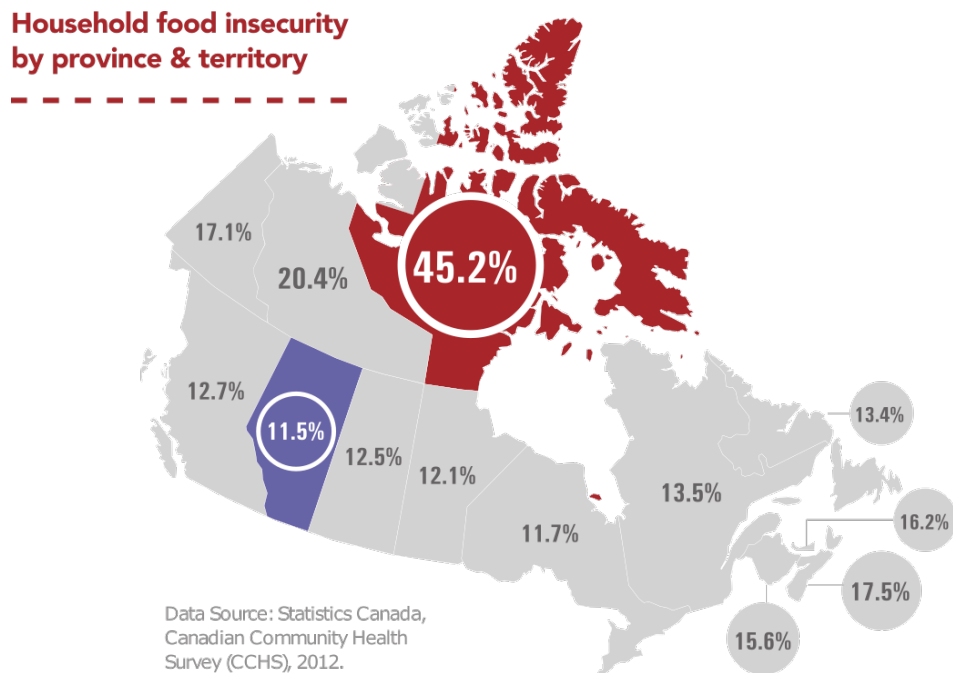 Household food insecurity
by province & territory
17.1%
20.4%
45.2%
12.7%
11.5%
12.5%
12.1%
11.7%
13.5%
13.4%
16.2%
17.5%
15.6%
Data Source: Statistics Canada,
Canadian Community Health
Survey (CCHS), 2012.